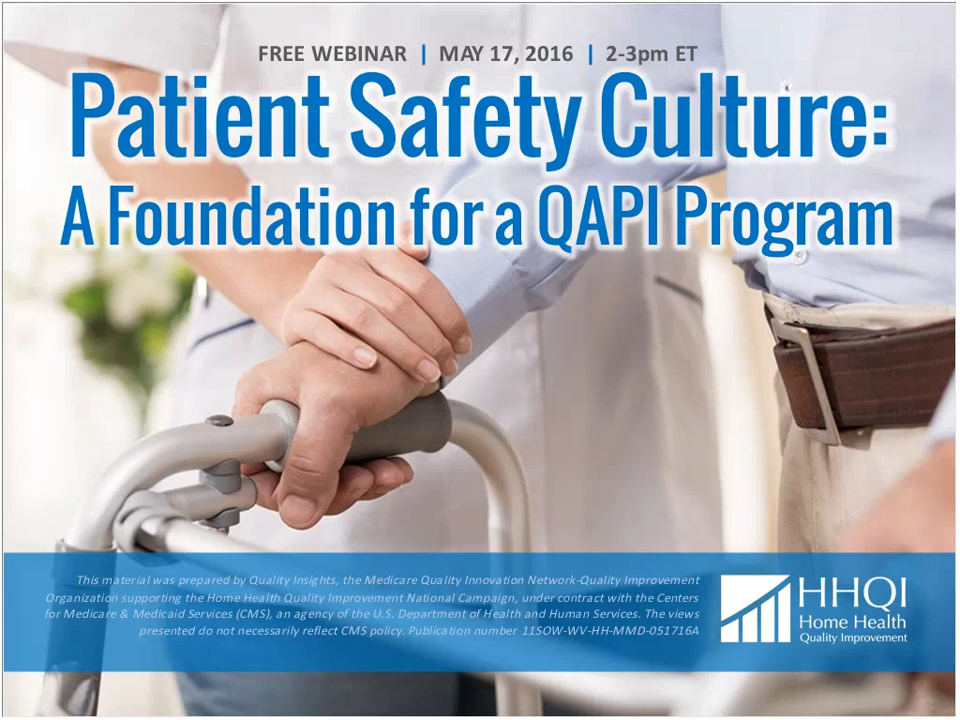 FREE WEBINAR | MAY 17, 2016 | 2-3pm ET
Patient Safety Culture:
A Foundation for a QAPI Program
This material was prepared by Quality Insights, the Medicare Quality Innovation Network-Quality Improvement
Organization supporting the Home Health Quality Improvement National Campaign, under contract with the Centers
for Medicare & Medicaid Services (CMS), an agency of the U.S. Department of Health and Human Services. The views
presented do not necessarily reflect CMS policy. Publication number 11SOW-WV-HH-MMD-051716A
HHQI
Home Health
Quality Improvement